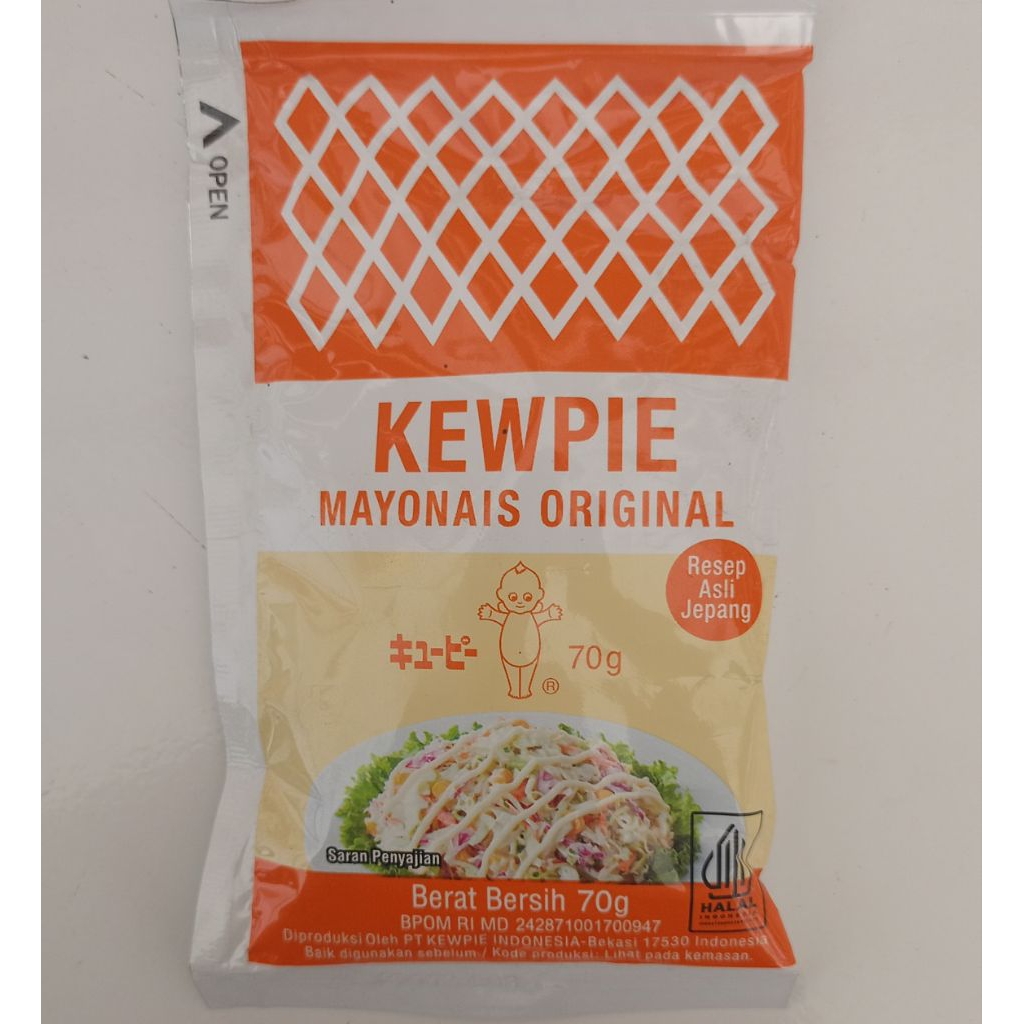 OPEN
KEWPIE
MAYONAIS ORIGINAL
Resep
Asli
Jepang
キューピー
70g
®
Saran Penyajian
HALAL
INDONESIA
Berat Bersih 70g
BPOM RI MD 242871001700947
Diproduksi Oleh PT KEWPIE INDONESIA-Bekasi 17530 Indonesia
Baik digunakan sebelum / Kode produksi: Lihat pada kemasan.